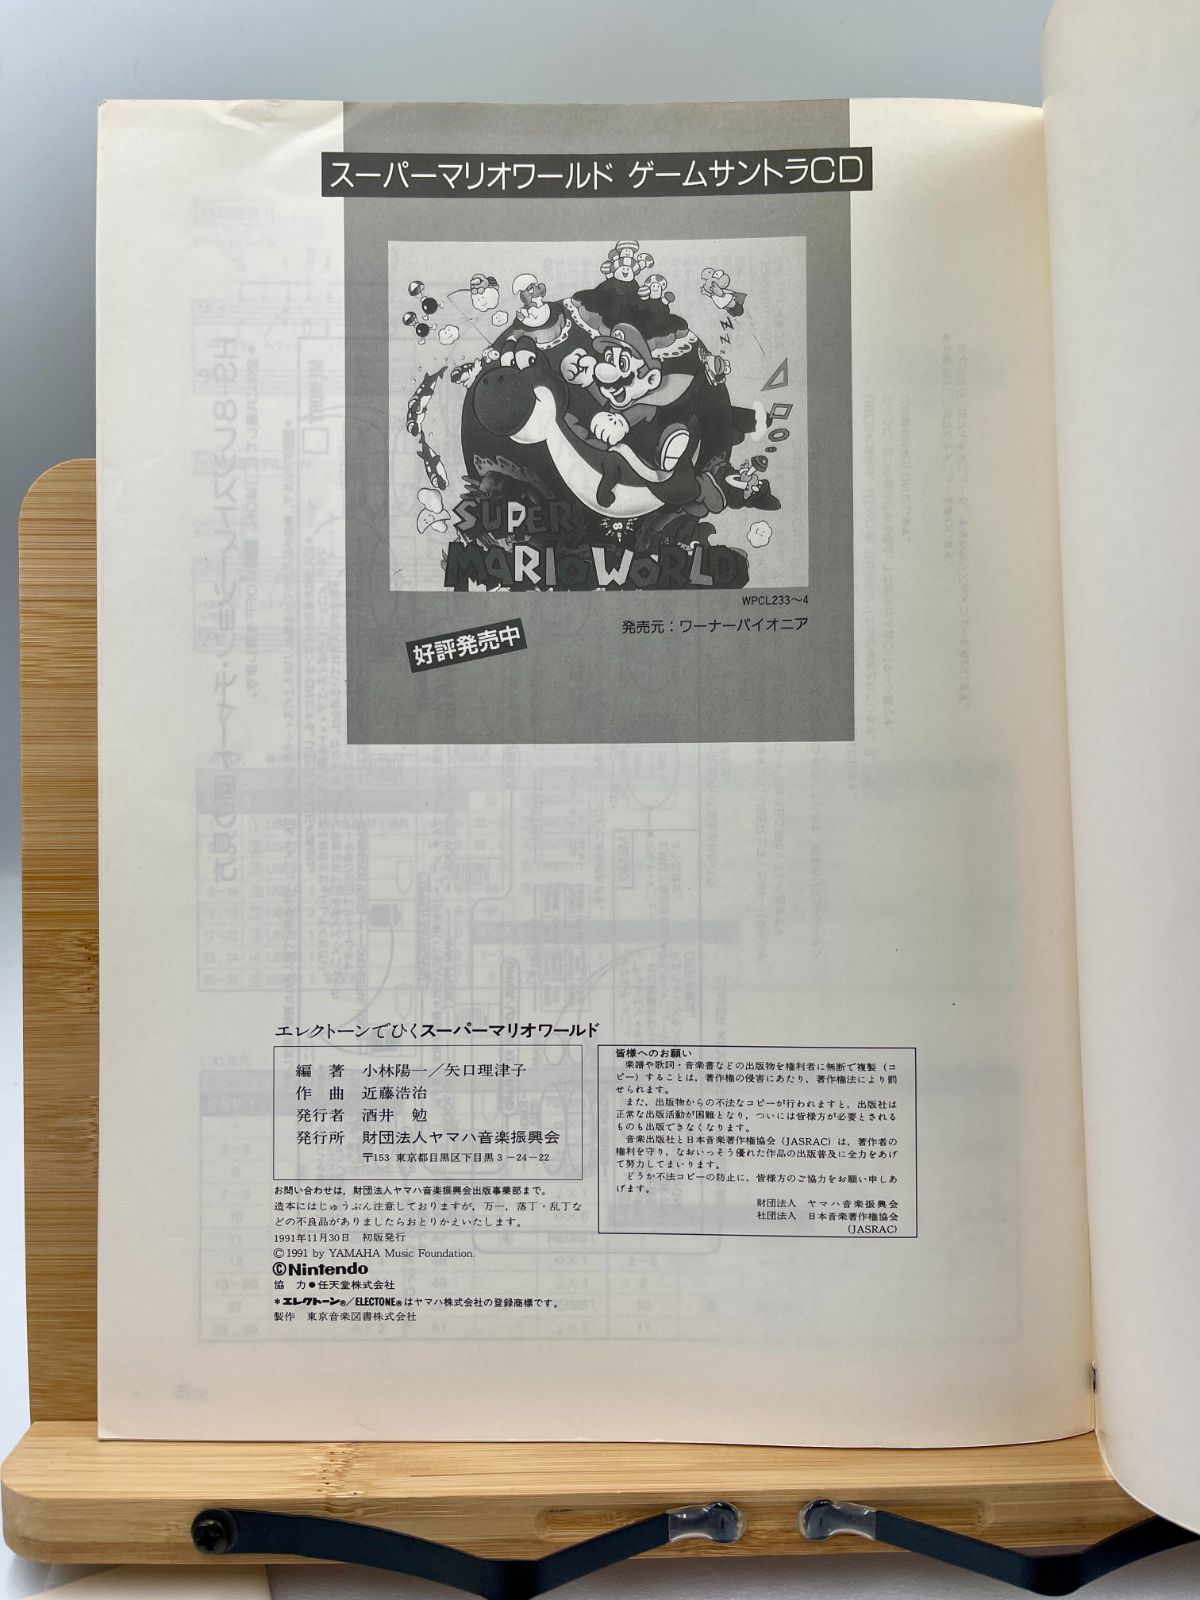 スーパーマリオワールド ゲームサントラCD
SUPER
MARIO WORLD
WPCL233〜4
発売元：ワーナーパイオニア
好評発売中
エレクトーンでひくスーパーマリオワールド
編 著 小林陽一／矢口理津子
作 曲 近藤浩治
発行者 酒井 勉
発行所 財団法人ヤマハ音楽振興会
〒153 東京都目黒区下目黒3－24－22
お問い合わせは，財団法人ヤマハ音楽振興会出版事業部まで。
造本にはじゅうぶん注意しておりますが，万一，落丁・乱丁な
どの不良品がありましたらおとりかえいたします。
1991年11月30日 初版発行
©1991 by YAMAHA Music Foundation.
©Nintendo
協 力●任天堂株式会社
＊エレクトーン®／ELECTONE®はヤマハ株式会社の登録商標です。
製作 東京音楽図書株式会社
皆様へのお願い
楽譜や歌詞・音楽書などの出版物を権利者に無断で複製（コ
ピー）することは，著作権の侵害にあたり，著作権法により罰
せられます。
また，出版物からの不法なコピーが行われますと，出版社は
正常な出版活動が困難となり，ついには皆様方が必要とされる
ものも出版できなくなります。
音楽出版社と日本音楽著作権協会（JASRAC）は，著作者の
権利を守り，なおいっそう優れた作品の出版普及に全力をあげ
て努力してまいります。
どうか不法コピーの防止に，皆様方のご協力をお願い申しあ
げます。
財団法人 ヤマハ音楽振興会
社団法人 日本音楽著作権協会
（JASRAC）